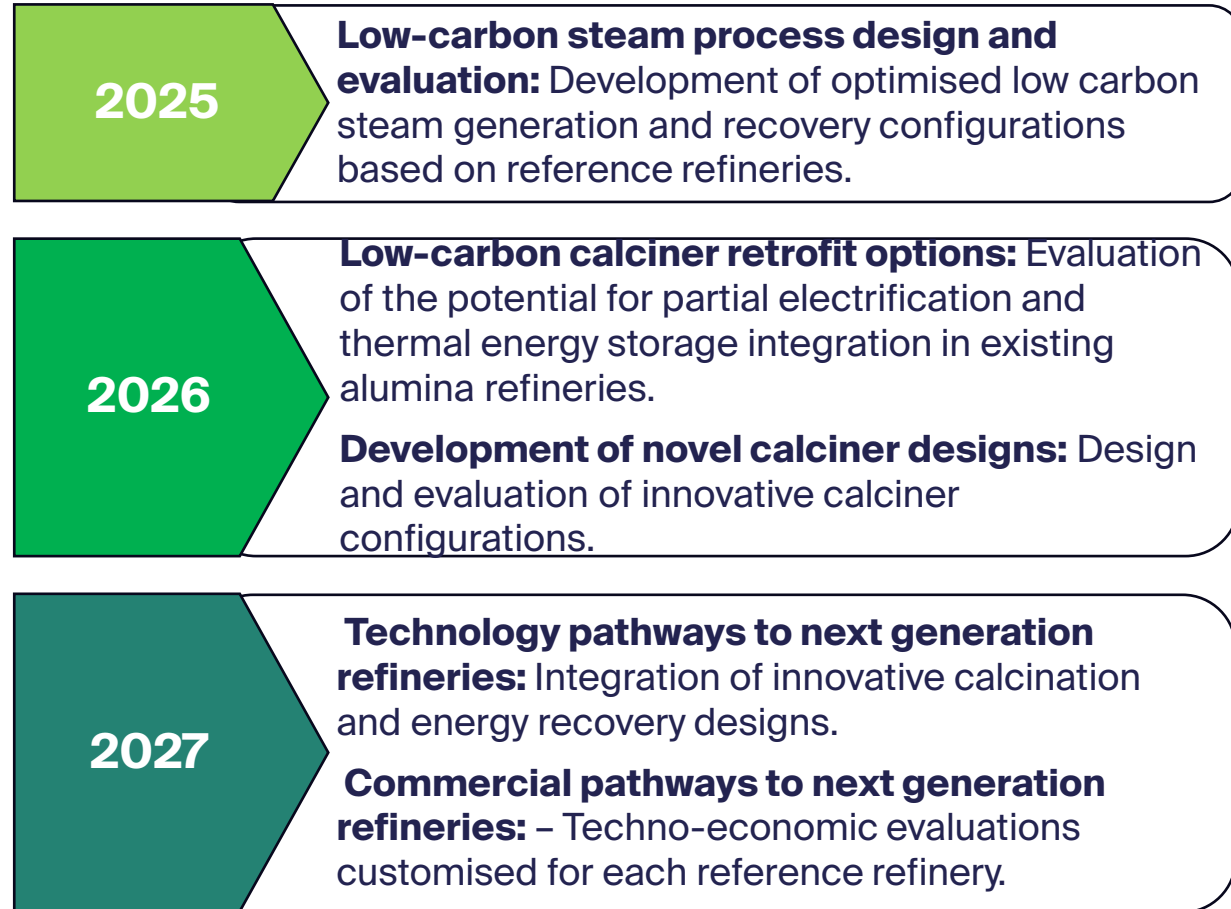 2025
Low-carbon steam process design and
evaluation: Development of optimised low carbon
steam generation and recovery configurations
based on reference refineries.
2026
Low-carbon calciner retrofit options: Evaluation
of the potential for partial electrification and
thermal energy storage integration in existing
alumina refineries.
Development of novel calciner designs: Design
and evaluation of innovative calciner
configurations.
2027
Technology pathways to next generation
refineries: Integration of innovative calcination
and energy recovery designs.
Commercial pathways to next generation
refineries: – Techno-economic evaluations
customised for each reference refinery.